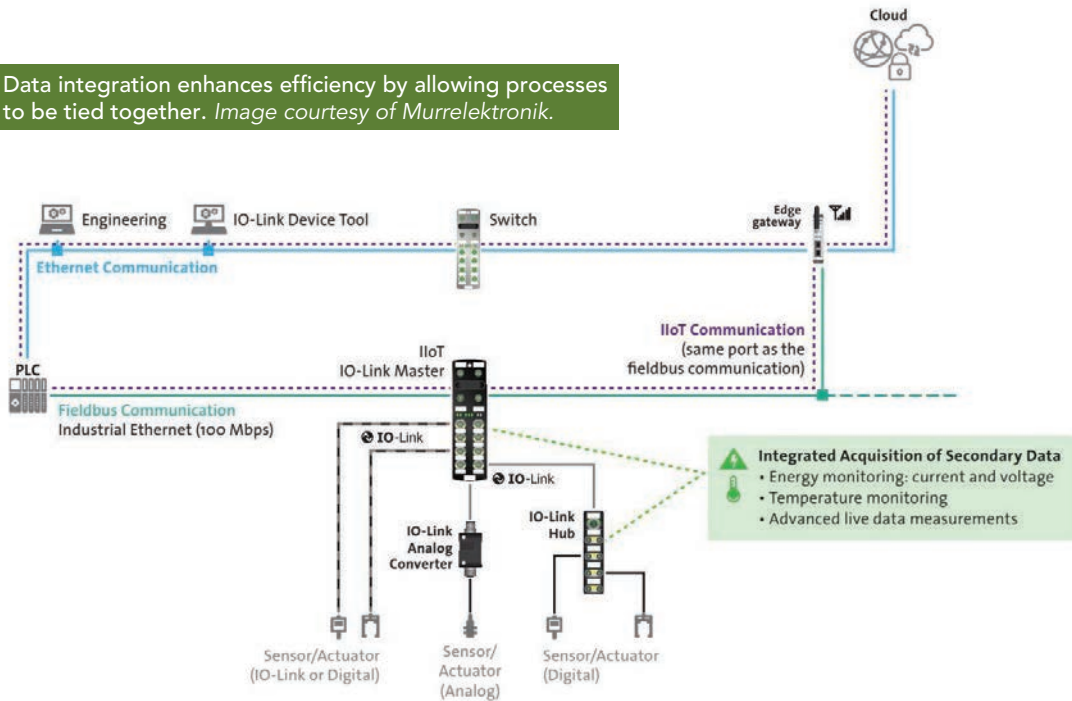 Cloud
Data integration enhances efficiency by allowing processes
to be tied together. Image courtesy of Murrelektronik.
Engineering
IO-Link Device Tool
Switch
Edge
gateway
Ethernet Communication
IIoT Communication
(same port as the
fieldbus communication)
IIoT
IO-Link Master
PLC
Fieldbus Communication
Industrial Ethernet (100 Mbps)
IO-Link
IO-Link
Integrated Acquisition of Secondary Data
• Energy monitoring: current and voltage
• Temperature monitoring
• Advanced live data measurements
IO-Link
Analog
Converter
IO-Link
Hub
Sensor/Actuator
(IO-Link or Digital)
Sensor/
Actuator
(Analog)
Sensor/Actuator
(Digital)